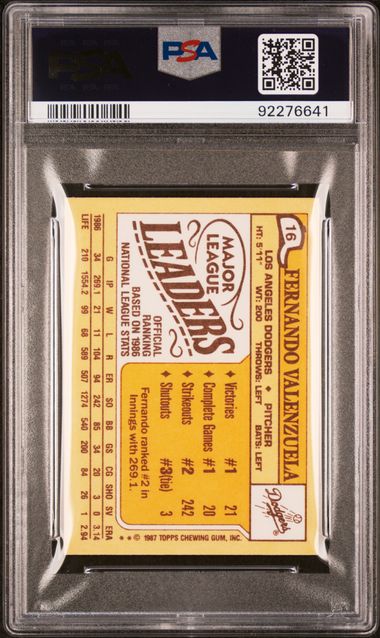 PSA
PSA
92276641
16
FERNANDO VALENZUELA
LOS ANGELES DODGERS ♦ PITCHER
HT: 5'11" WT: 200 THROWS: LEFT BATS: LEFT
Dodgers
MAJOR LEAGUE
LEADERS
OFFICIAL
RANKING
BASED ON 1986
NATIONAL LEAGUE STATS
♦ Victories #1 21
♦ Complete Games #1 20
♦ Strikeouts #2 242
♦ Shutouts #3(tie) 3
Fernando ranked #2 in
Innings with 269.1.
G IP W L R ER SO BB GS CG SHO SV ERA
1986 34 269.1 21 11 104 94 242 85 34 20 3 0 3.14
LIFE 210 1554.2 99 68 589 507 1274 540 200 84 26 1 2.94
* * © 1987 TOPPS CHEWING GUM, INC.